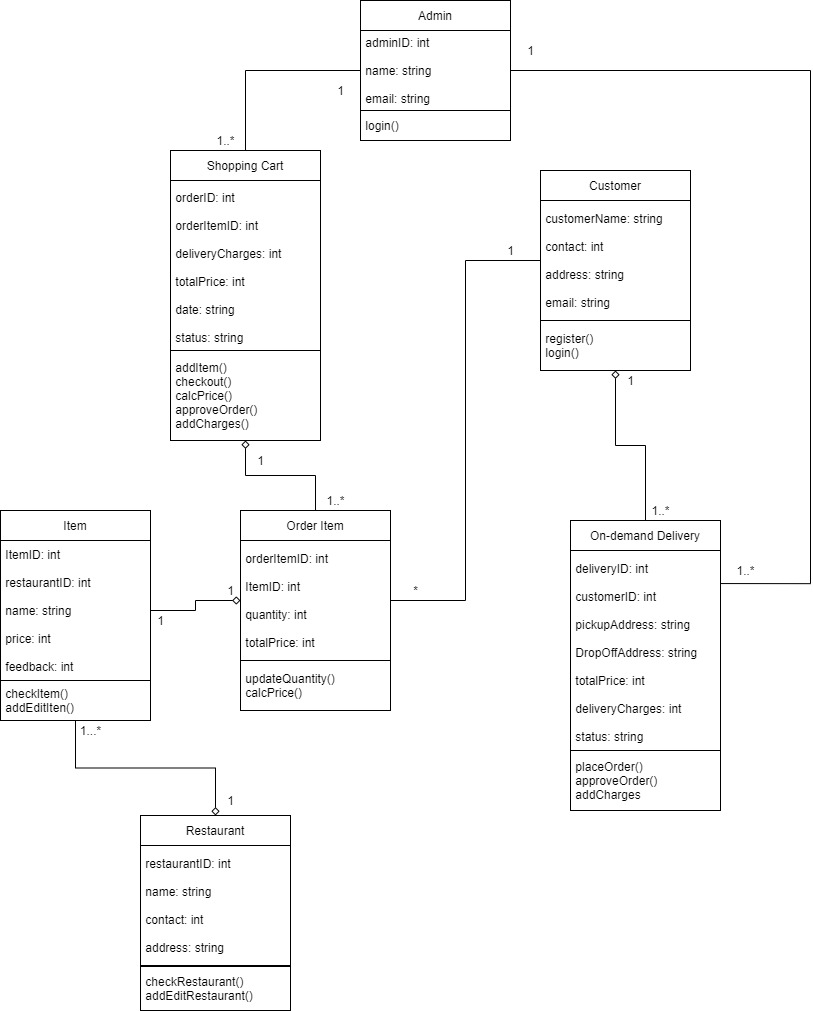 Admin
adminID: int
name: string
email: string
login()
1
1
1..*
Shopping Cart
orderID: int
orderItemID: int
deliveryCharges: int
totalPrice: int
date: string
status: string
addItem()
checkout()
calcPrice()
approveOrder()
addCharges()
1
1..*
Customer
customerName: string
contact: int
address: string
email: string
register()
login()
1
1
1..*
Item
ItemID: int
restaurantID: int
name: string
price: int
feedback: int
checkItem()
addEditIten()
1
1
1...*
Order Item
orderItemID: int
ItemID: int
quantity: int
totalPrice: int
updateQuantity()
calcPrice()
*
On-demand Delivery
deliveryID: int
customerID: int
pickupAddress: string
DropOffAddress: string
totalPrice: int
deliveryCharges: int
status: string
placeOrder()
approveOrder()
addCharges
1..*
1
Restaurant
restaurantID: int
name: string
contact: int
address: string
checkRestaurant()
addEditRestaurant()